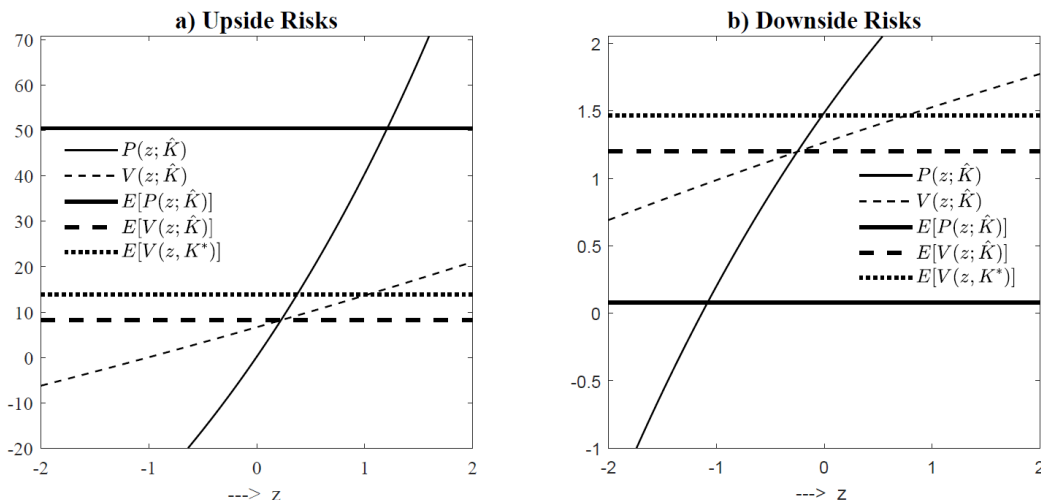 a) Upside Risks
70
60
50
40
30
20
10
0
-10
-20
-2
-1
0
1
2
---> z
P(z; K̂)
V(z; K̂)
E[P(z; K̂)]
E[V(z; K̂)]
E[V(z, K*)]
b) Downside Risks
2
1.5
1
0.5
0
-0.5
-1
-2
-1
0
1
2
---> z
P(z; K̂)
V(z; K̂)
E[P(z; K̂)]
E[V(z; K̂)]
E[V(z, K*)]